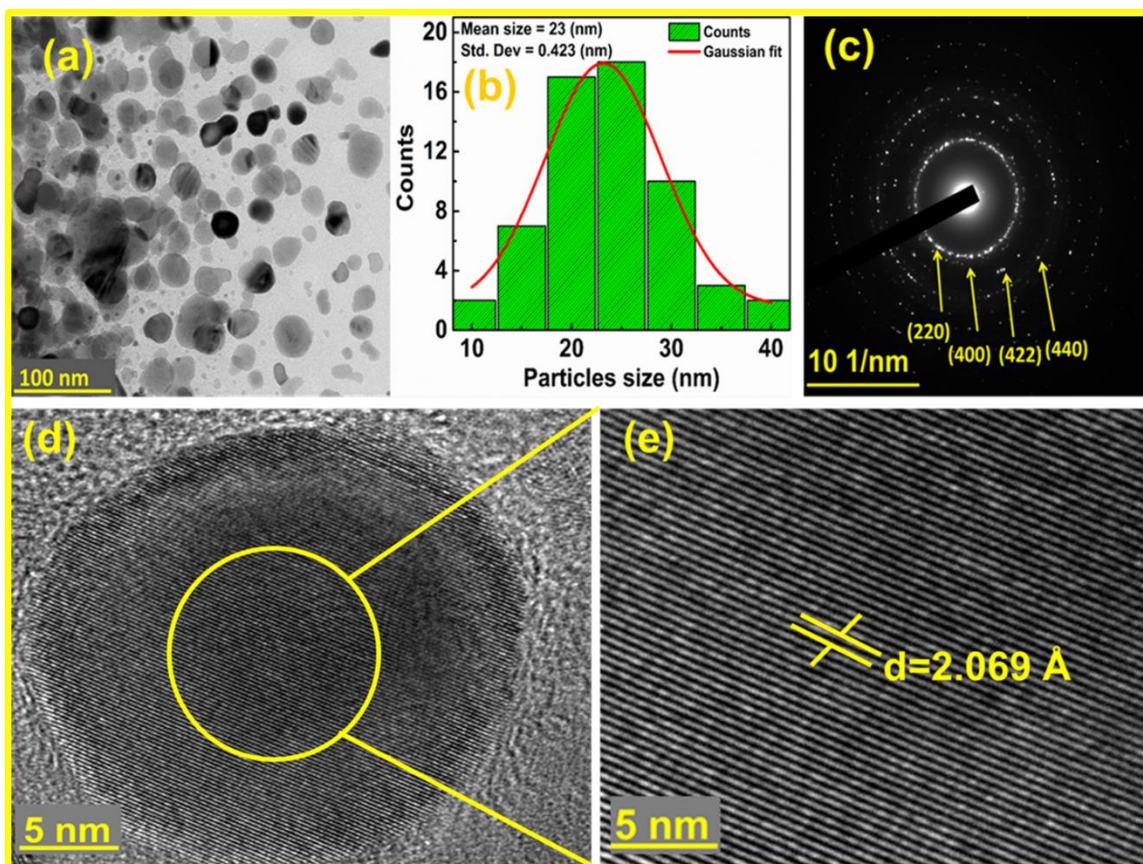 (a)
100 nm
Mean size = 23 (nm)
Std. Dev = 0.423 (nm)
Counts
Gaussian fit
(b)
20
16
12
8
4
0
Counts
10 20 30 40
Particles size (nm)
(c)
(220)
(400)
(422)
(440)
10 1/nm
(d)
5 nm
(e)
d=2.069 Å
5 nm